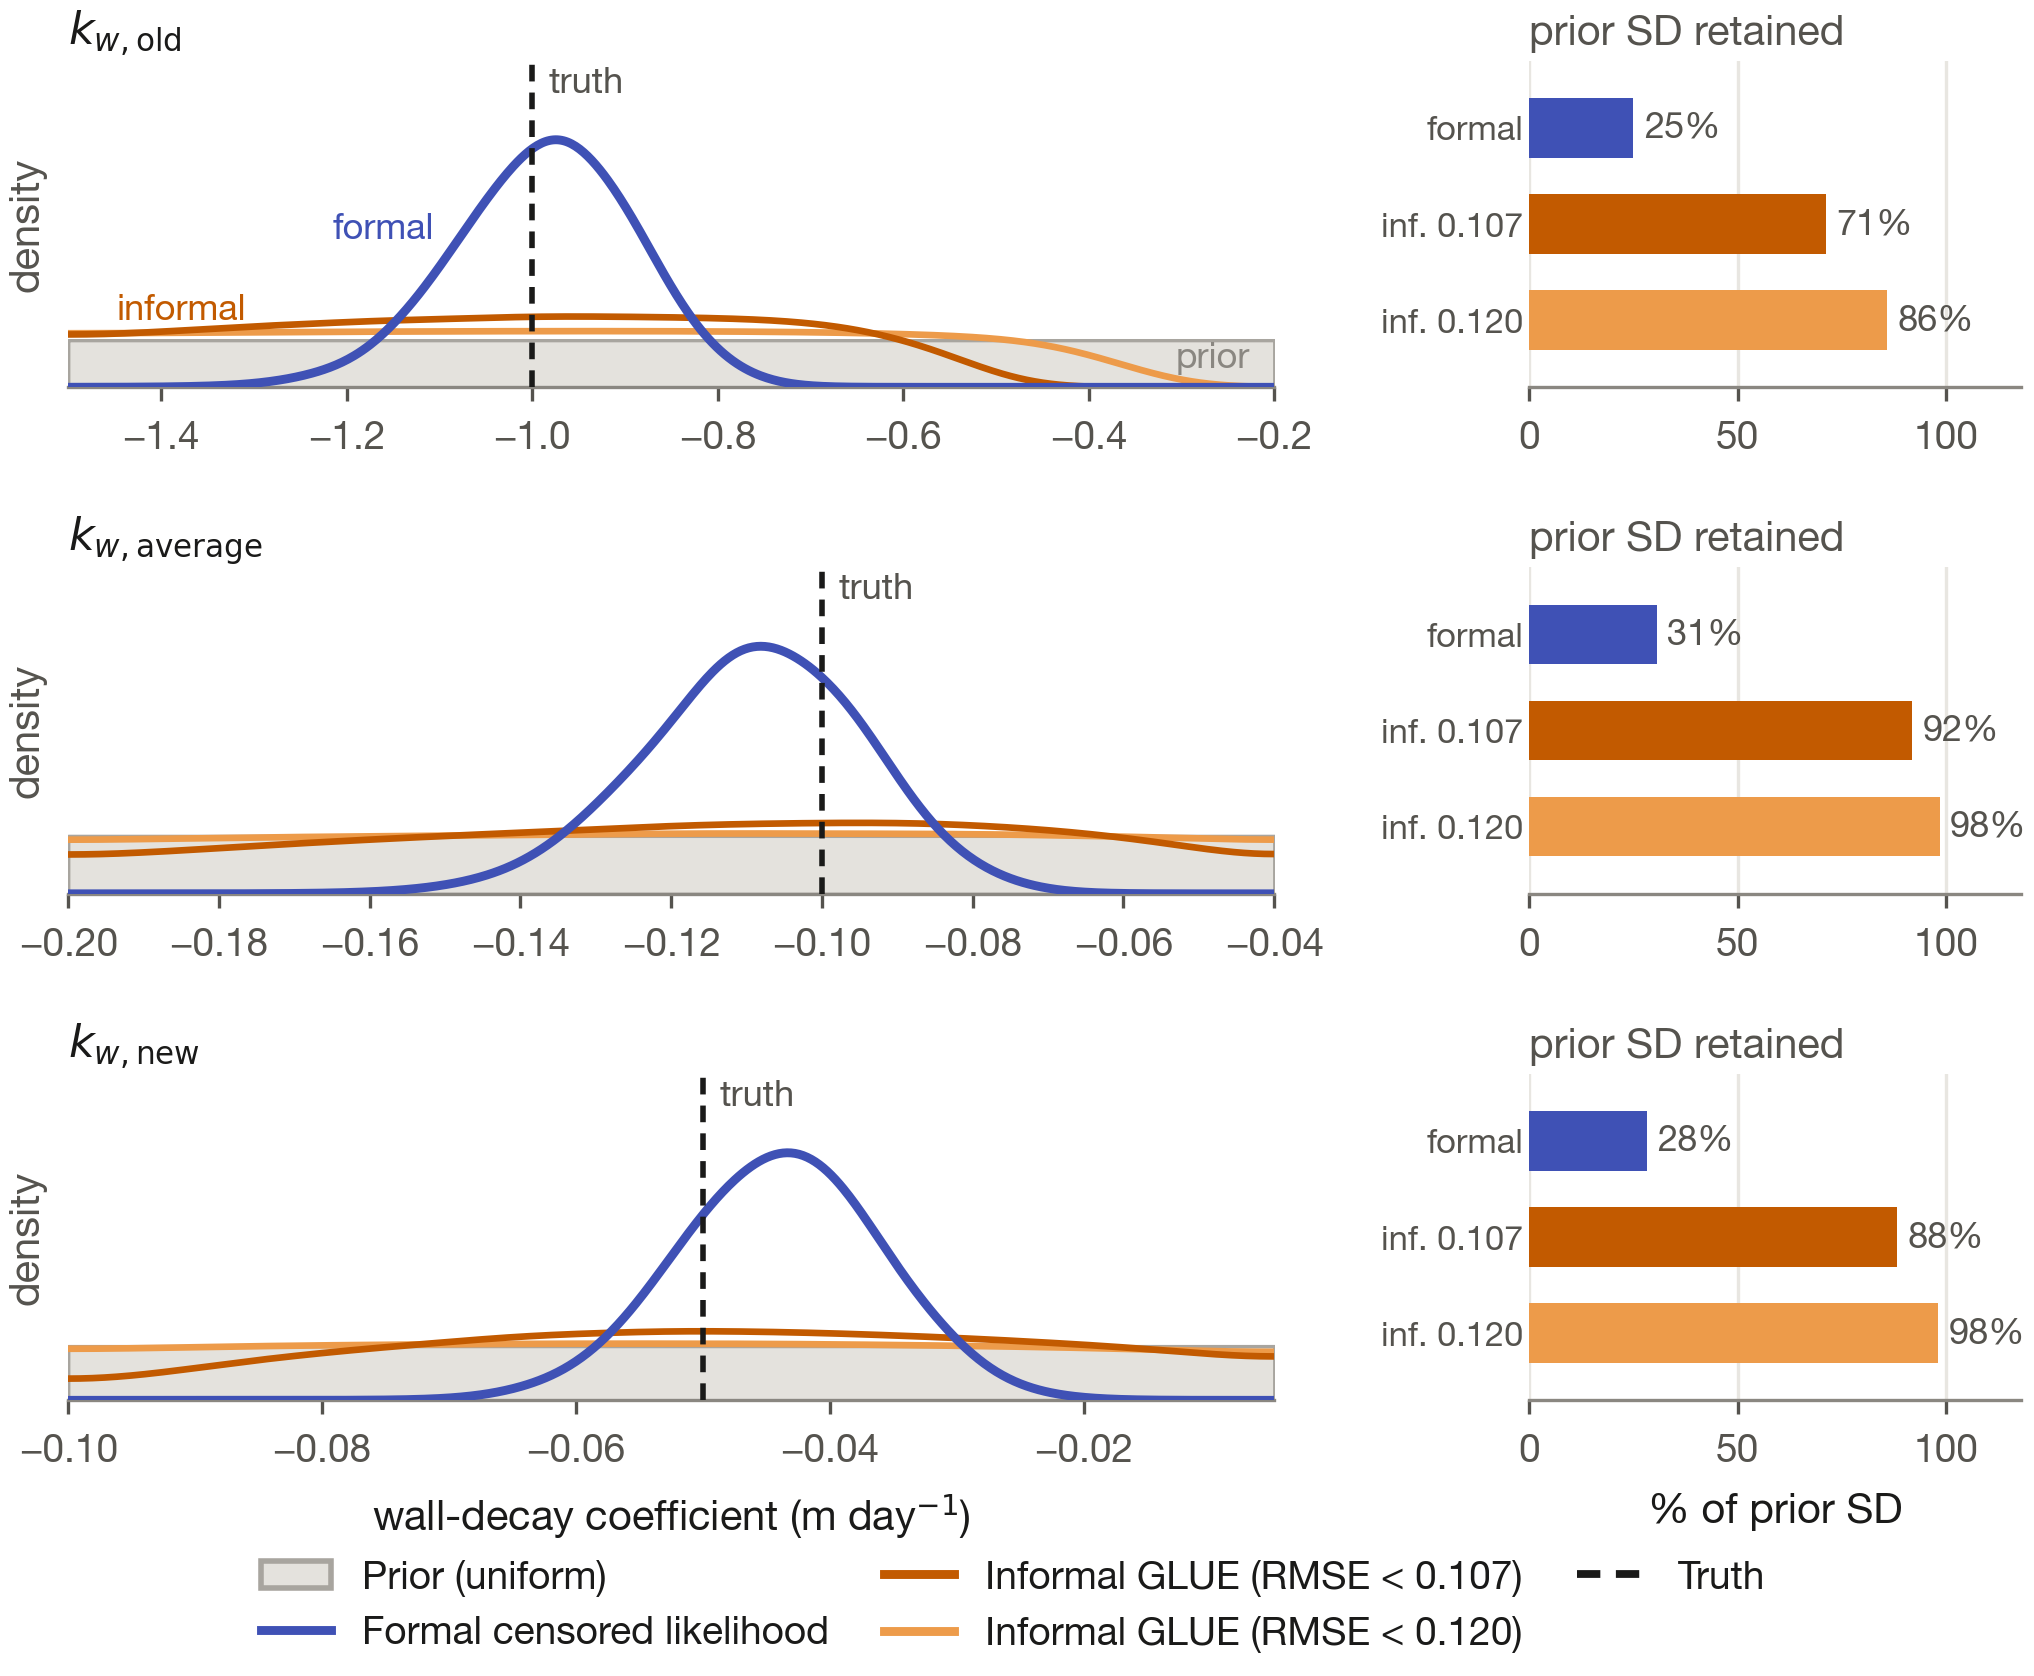 k_w, old
prior SD retained
truth
formal
informal
prior
density
formal 25%
inf. 0.107 71%
inf. 0.120 86%
−1.4 −1.2 −1.0 −0.8 −0.6 −0.4 −0.2
0 50 100
k_w, average
prior SD retained
truth
density
formal 31%
inf. 0.107 92%
inf. 0.120 98%
−0.20 −0.18 −0.16 −0.14 −0.12 −0.10 −0.08 −0.06 −0.04
0 50 100
k_w, new
prior SD retained
truth
density
formal 28%
inf. 0.107 88%
inf. 0.120 98%
−0.10 −0.08 −0.06 −0.04 −0.02
0 50 100
wall-decay coefficient (m day⁻¹)
% of prior SD
Prior (uniform)
Formal censored likelihood
Informal GLUE (RMSE < 0.107)
Informal GLUE (RMSE < 0.120)
Truth